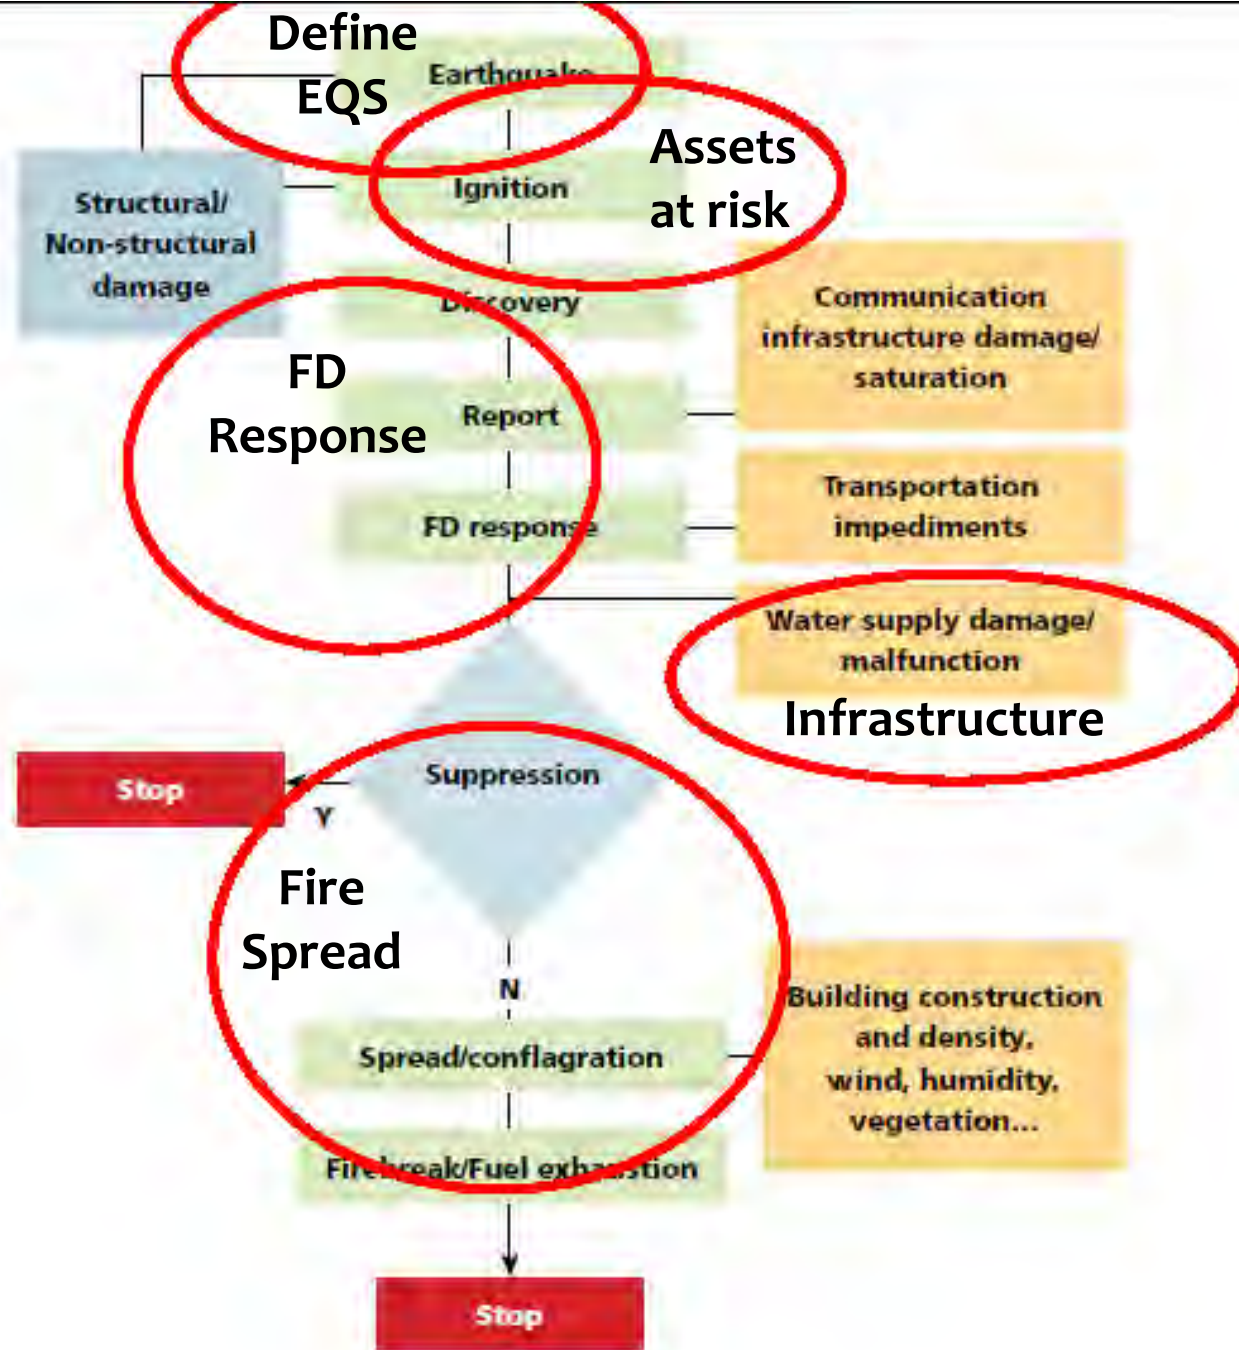 Define
EQS
Earthquake
Assets
at risk
Ignition
Structural/
Non-structural
damage
Discovery
Communication
infrastructure damage/
saturation
FD
Response
Report
Transportation
impediments
FD response
Water supply damage/
malfunction
Infrastructure
Suppression
Stop
Y
Fire
Spread
N
Building construction
and density,
wind, humidity,
vegetation...
Spread/conflagration
Firebreak/Fuel exhaustion
Stop